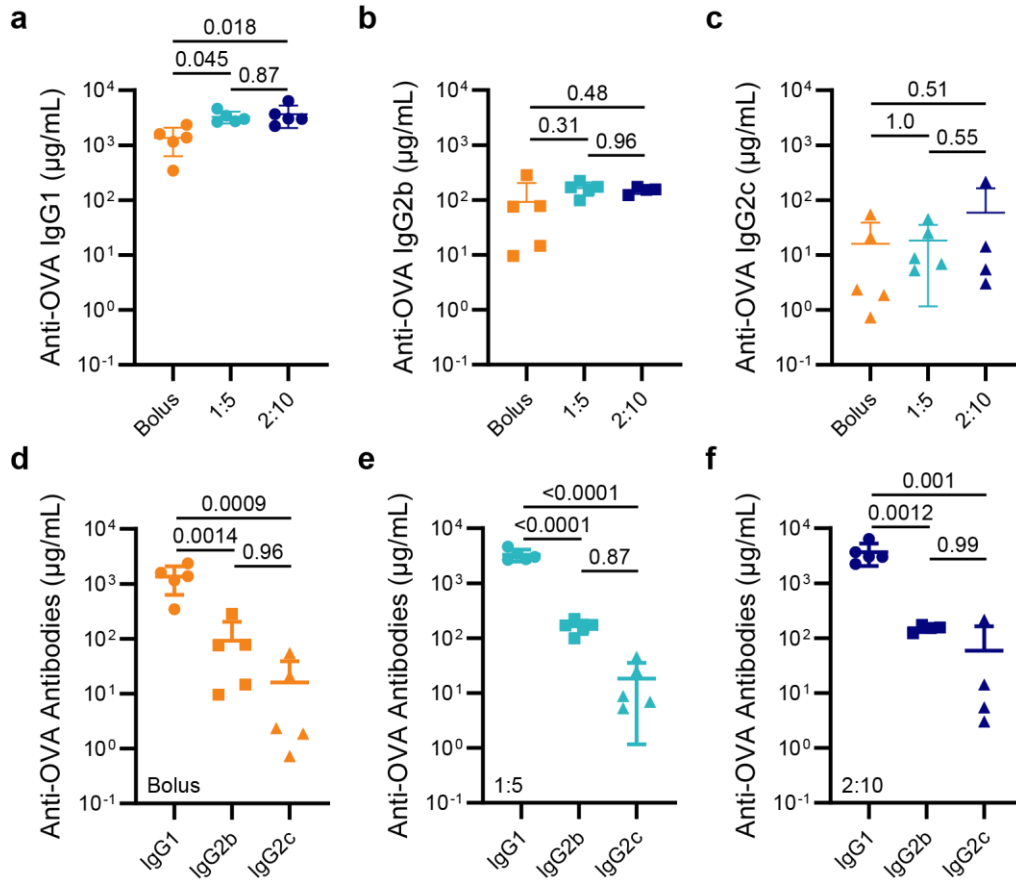 a
0.018
0.045
0.87
Anti-OVA IgG1 (µg/mL)
10⁴
10³
10²
10¹
10⁰
10⁻¹
Bolus
1:5
2:10
b
0.48
0.31
0.96
Anti-OVA IgG2b (µg/mL)
10⁴
10³
10²
10¹
10⁰
10⁻¹
Bolus
1:5
2:10
c
0.51
1.0
0.55
Anti-OVA IgG2c (µg/mL)
10⁴
10³
10²
10¹
10⁰
10⁻¹
Bolus
1:5
2:10
d
0.0009
0.0014
0.96
Anti-OVA Antibodies (µg/mL)
10⁴
10³
10²
10¹
10⁰
10⁻¹
Bolus
IgG1
IgG2b
IgG2c
e
<0.0001
<0.0001
0.87
Anti-OVA Antibodies (µg/mL)
10⁴
10³
10²
10¹
10⁰
10⁻¹
1:5
IgG1
IgG2b
IgG2c
f
0.001
0.0012
0.99
Anti-OVA Antibodies (µg/mL)
10⁴
10³
10²
10¹
10⁰
10⁻¹
2:10
IgG1
IgG2b
IgG2c